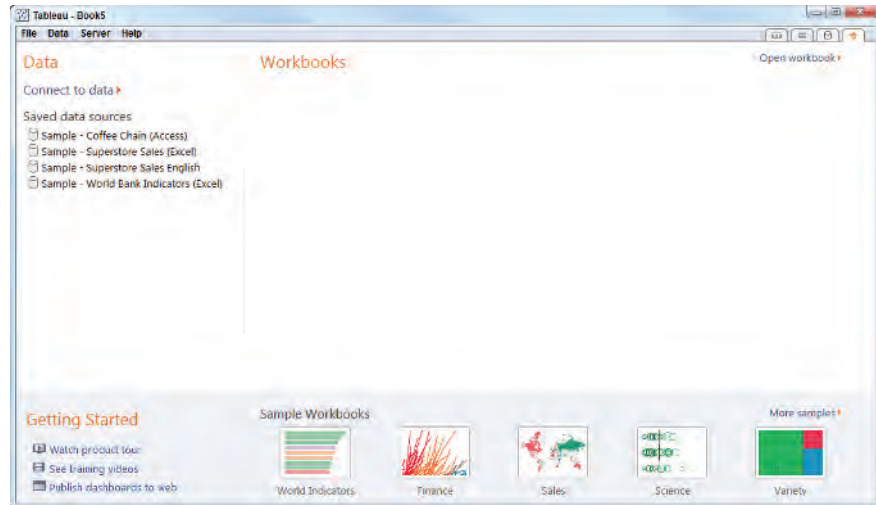 Tableau - Book5
File Data Server Help
Data
Connect to data
Saved data sources
Sample - Coffee Chain (Access)
Sample - Superstore Sales (Excel)
Sample - Superstore Sales English
Sample - World Bank Indicators (Excel)
Workbooks
Open workbook
Getting Started
Watch product tour
See training videos
Publish dashboards to web
Sample Workbooks
More samples
World Indicators
Finance
Sales
Science
Variety